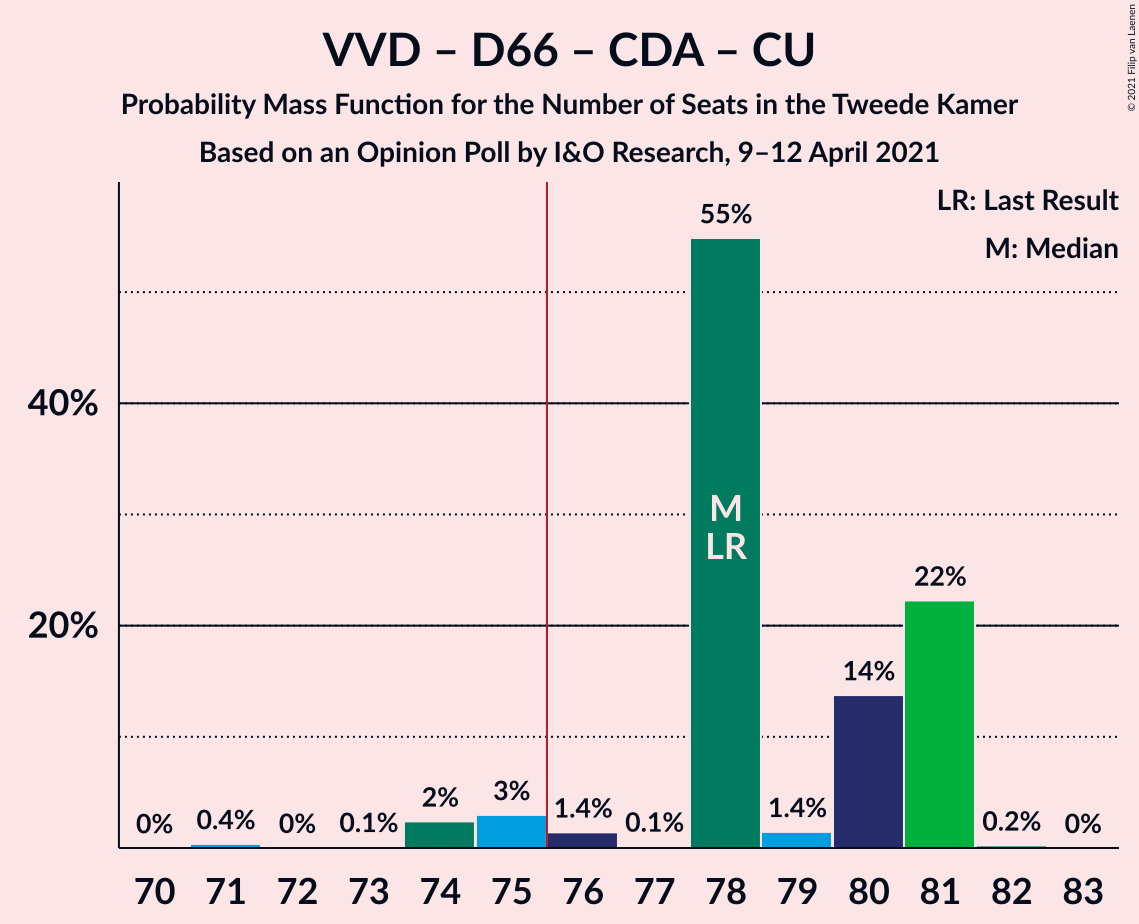 VVD – D66 – CDA – CU
Probability Mass Function for the Number of Seats in the Tweede Kamer
Based on an Opinion Poll by I&O Research, 9–12 April 2021
© 2021 Filip van Laenen
LR: Last Result
M: Median
55%
40%
M
LR
22%
20%
14%
0%
0.4%
0%
0.1%
2%
3%
1.4%
0.1%
1.4%
0.2%
0%
70 71 72 73 74 75 76 77 78 79 80 81 82 83